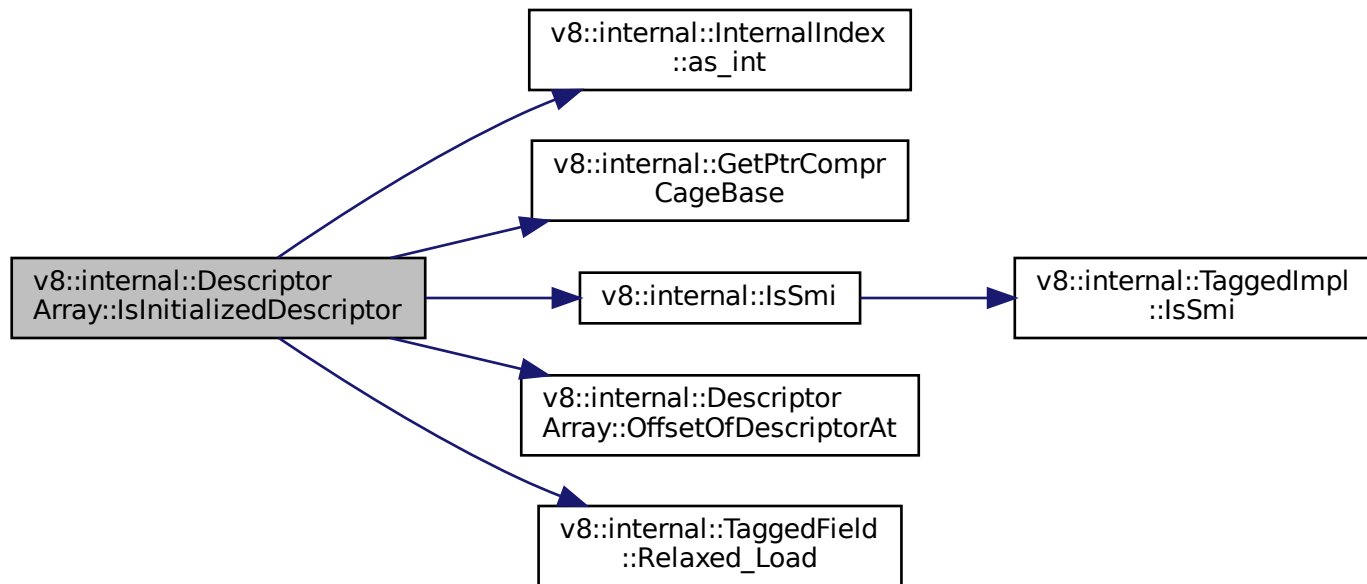 v8::internal::InternalIndex
::as_int
v8::internal::GetPtrCompr
CageBase
v8::internal::Descriptor
Array::IsInitializedDescriptor
v8::internal::IsSmi
v8::internal::TaggedImpl
::IsSmi
v8::internal::Descriptor
Array::OffsetOfDescriptorAt
v8::internal::TaggedField
::Relaxed_Load